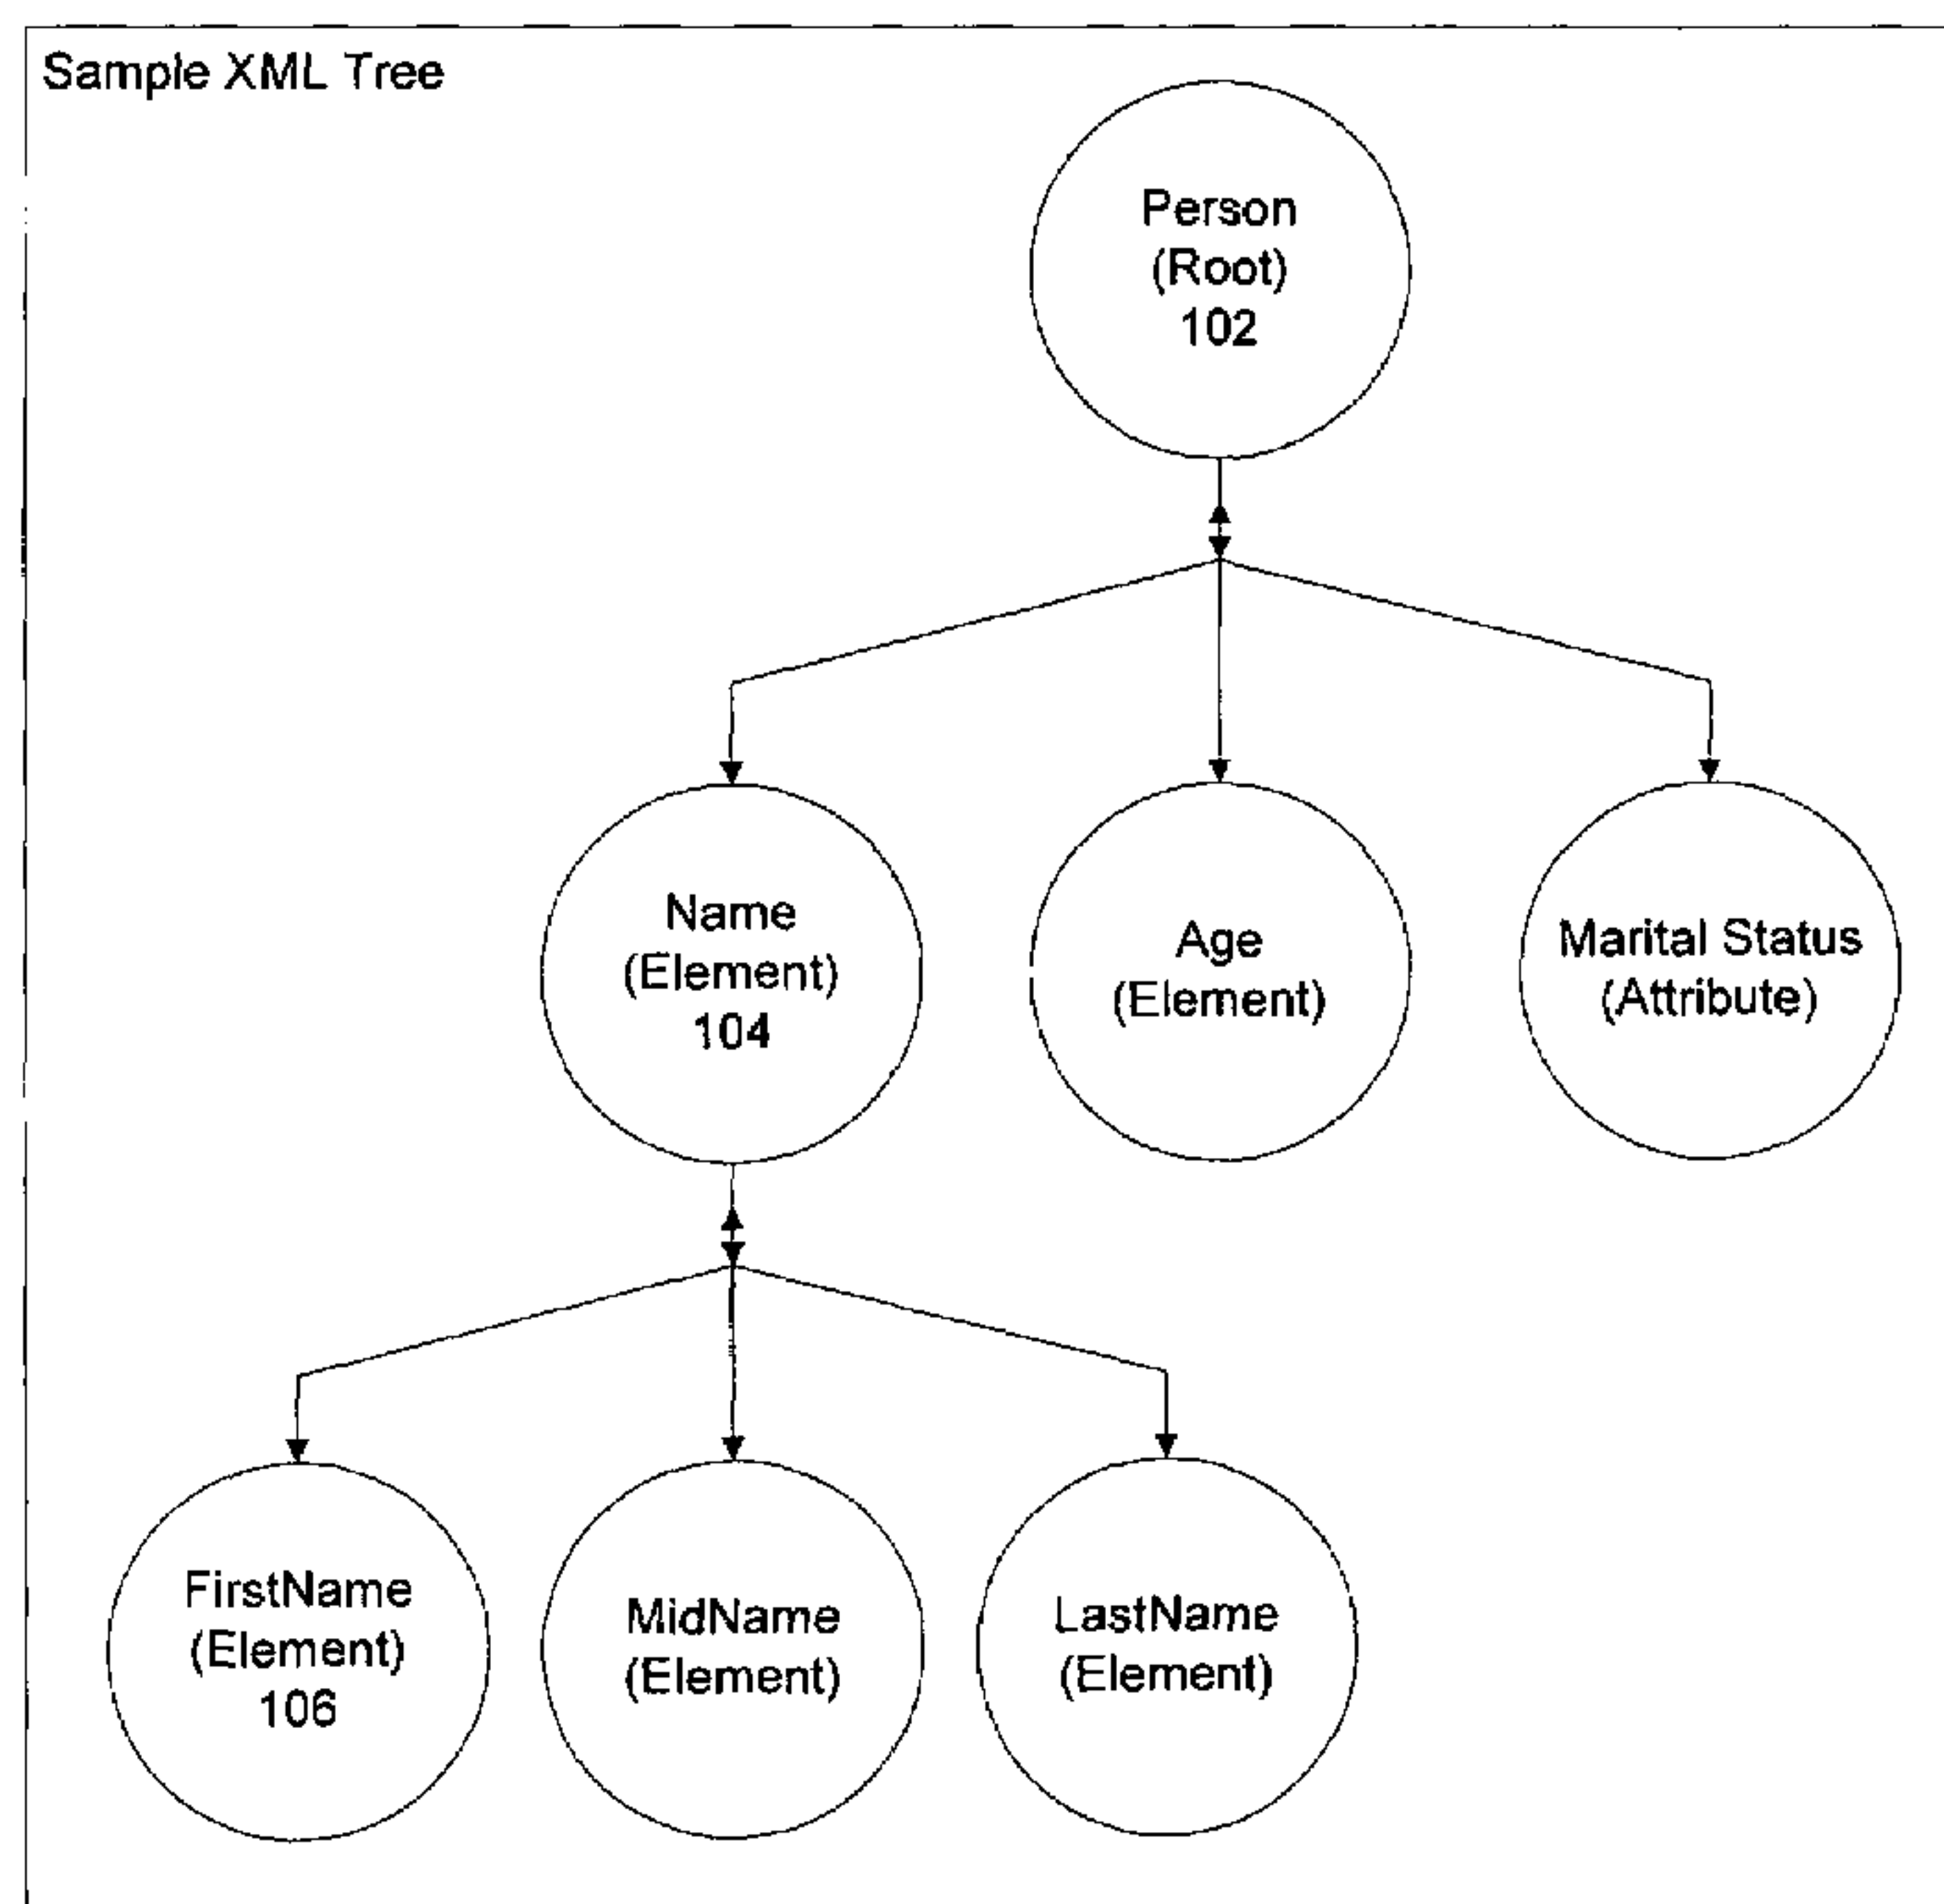 Sample XML Tree
Person
(Root)
102
Name
(Element)
104
Age
(Element)
Marital Status
(Attribute)
FirstName
(Element)
106
MidName
(Element)
LastName
(Element)